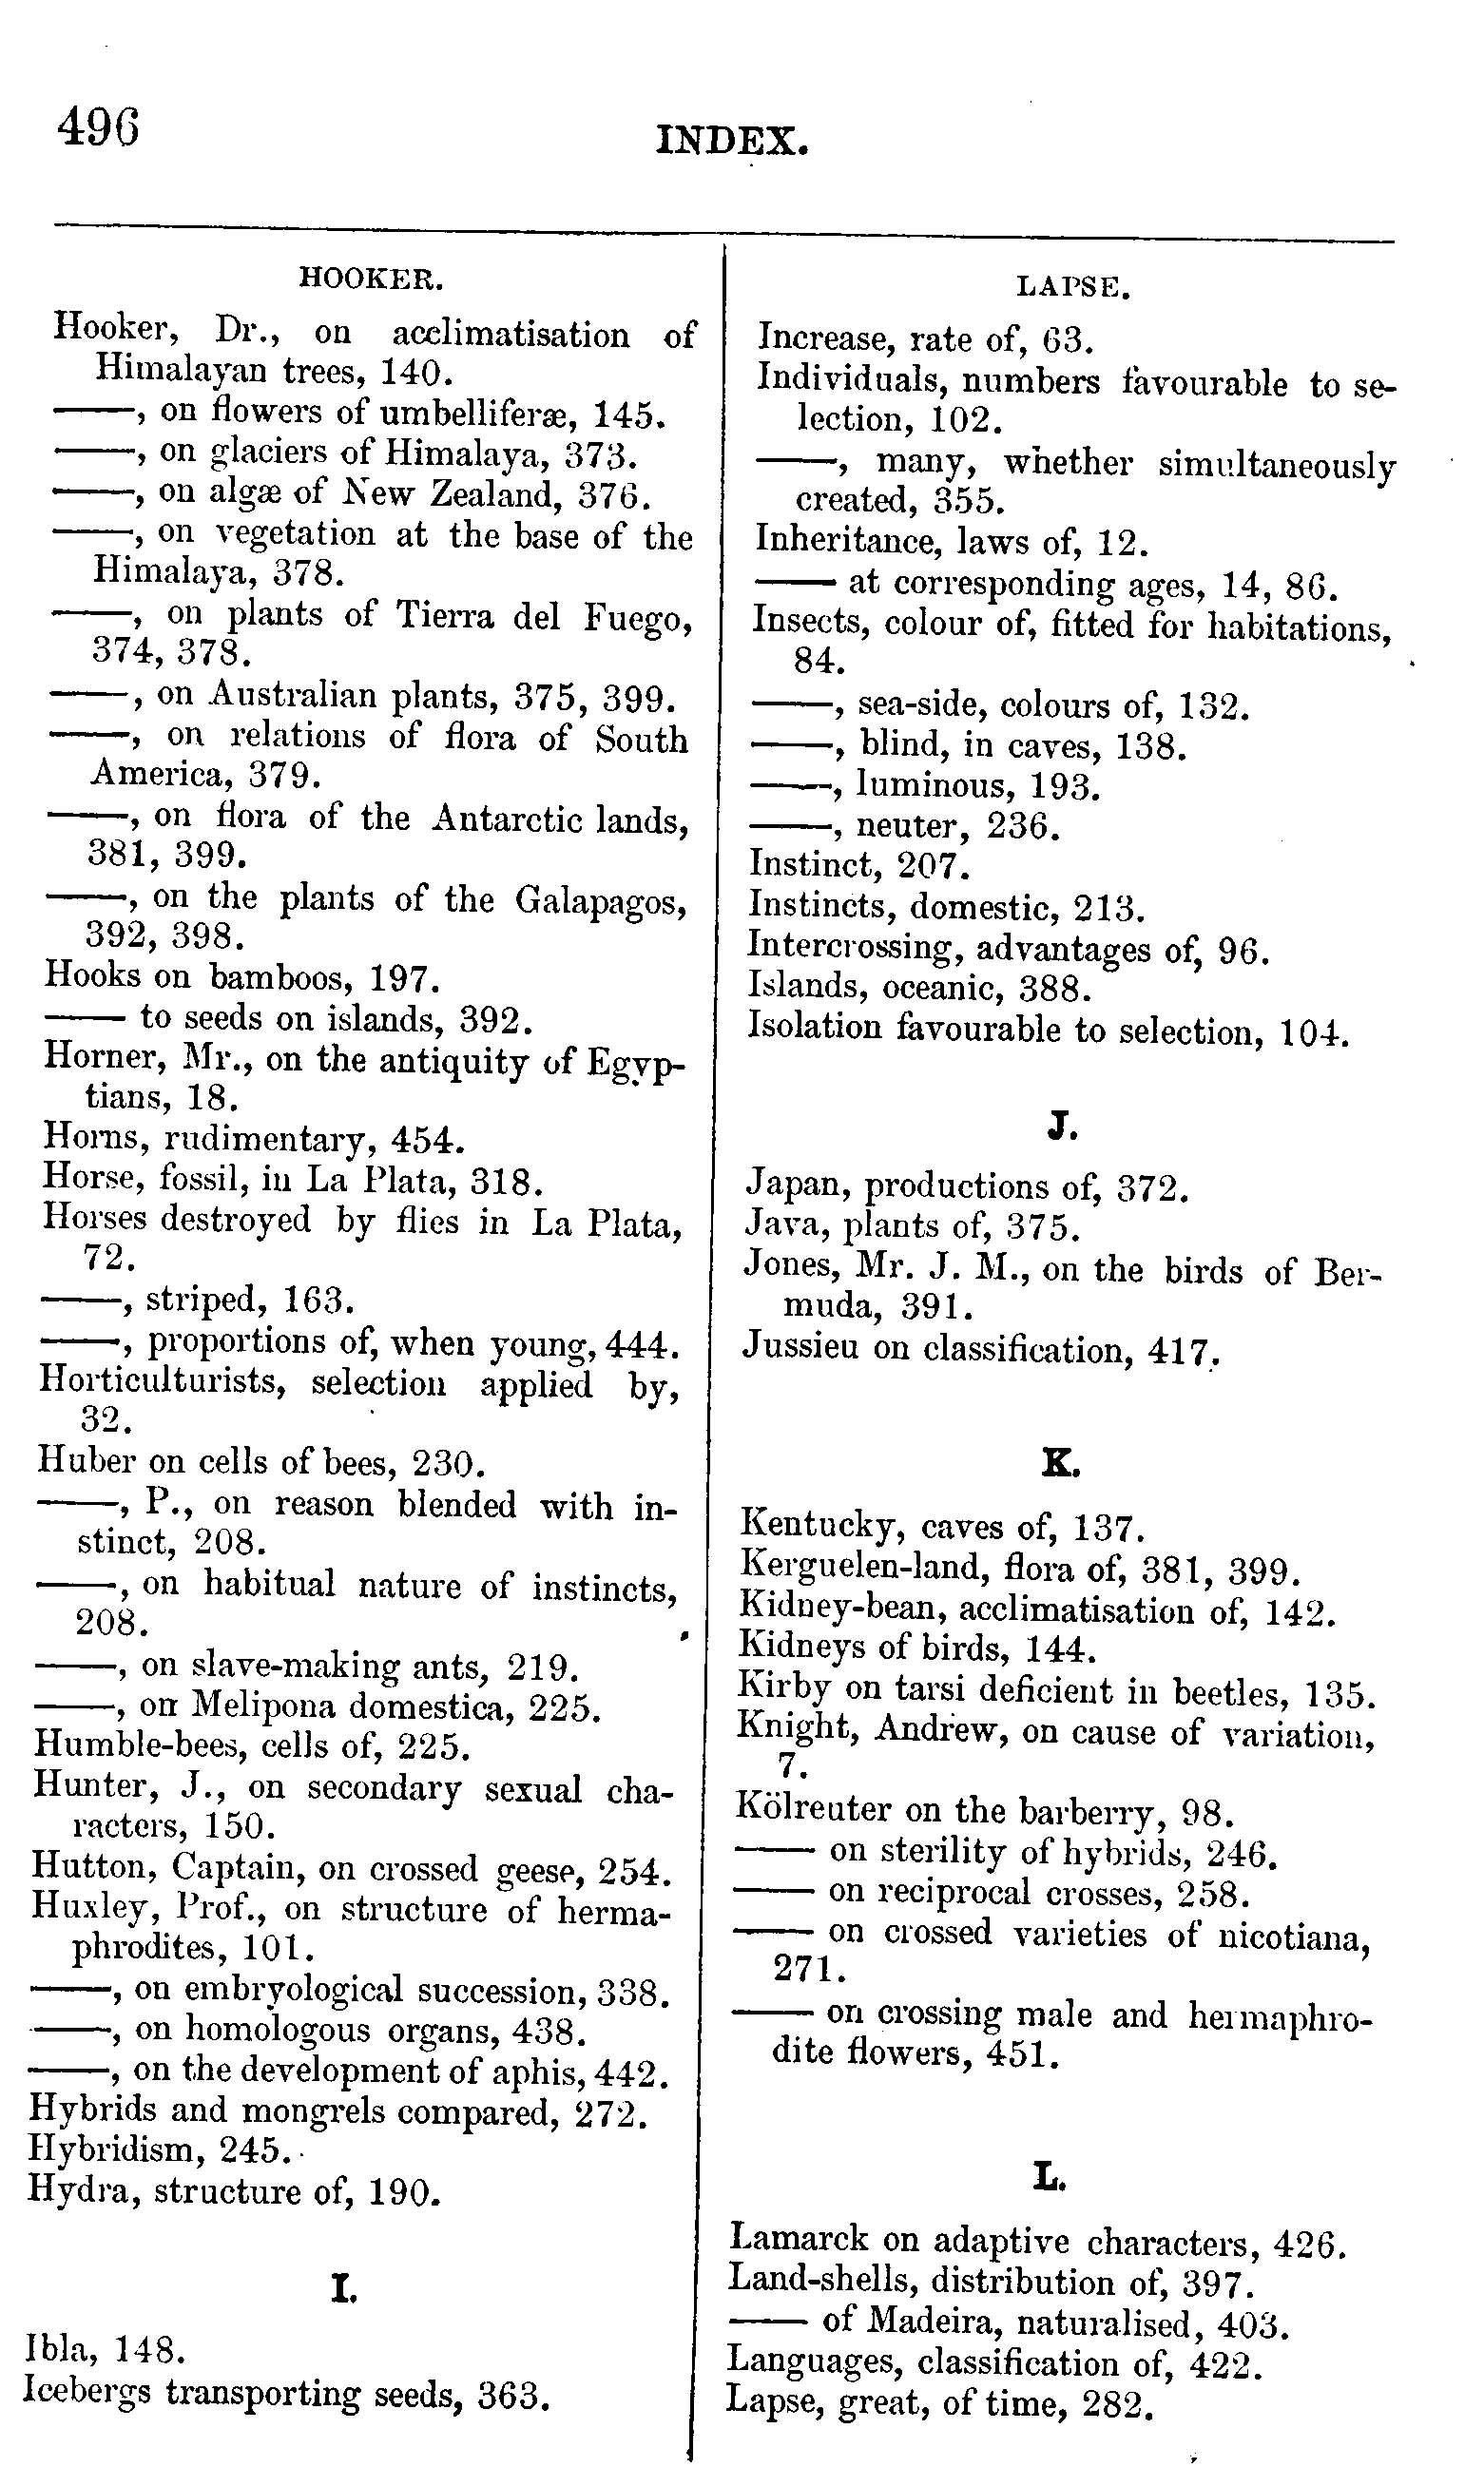 496
INDEX.
HOOKER.
Hooker, Dr., on acclimatisation of
Himalayan trees, 140.
——, on flowers of umbelliferæ, 145.
——, on glaciers of Himalaya, 373.
——, on algæ of New Zealand, 376.
——, on vegetation at the base of the
Himalaya, 378.
——, on plants of Tierra del Fuego,
374, 378.
——, on Australian plants, 375, 399.
——, on relations of flora of South
America, 379.
——, on flora of the Antarctic lands,
381, 399.
——, on the plants of the Galapagos,
392, 398.
Hooks on bamboos, 197.
—— to seeds on islands, 392.
Horner, Mr., on the antiquity of Egyp-
tians, 18.
Horns, rudimentary, 454.
Horse, fossil, in La Plata, 318.
Horses destroyed by flies in La Plata,
72.
——, striped, 163.
——, proportions of, when young, 444.
Horticulturists, selection applied by,
32.
Huber on cells of bees, 230.
——, P., on reason blended with in-
stinct, 208.
——, on habitual nature of instincts,
208.
——, on slave-making ants, 219.
——, on Melipona domestica, 225.
Humble-bees, cells of, 225.
Hunter, J., on secondary sexual cha-
racters, 150.
Hutton, Captain, on crossed geese, 254.
Huxley, Prof., on structure of herma-
phrodites, 101.
——, on embryological succession, 338.
——, on homologous organs, 438.
——, on the development of aphis, 442.
Hybrids and mongrels compared, 272.
Hybridism, 245.
Hydra, structure of, 190.
I.
Ibla, 148.
Icebergs transporting seeds, 363.
LAPSE.
Increase, rate of, 63.
Individuals, numbers favourable to se-
lection, 102.
——, many, whether simultaneously
created, 355.
Inheritance, laws of, 12.
—— at corresponding ages, 14, 86.
Insects, colour of, fitted for habitations,
84.
——, sea-side, colours of, 132.
——, blind, in caves, 138.
——, luminous, 193.
——, neuter, 236.
Instinct, 207.
Instincts, domestic, 213.
Intercrossing, advantages of, 96.
Islands, oceanic, 388.
Isolation favourable to selection, 104.
J.
Japan, productions of, 372.
Java, plants of, 375.
Jones, Mr. J. M., on the birds of Ber-
muda, 391.
Jussieu on classification, 417.
K.
Kentucky, caves of, 137.
Kerguelen-land, flora of, 381, 399.
Kidney-bean, acclimatisation of, 142.
Kidneys of birds, 144.
Kirby on tarsi deficient in beetles, 135.
Knight, Andrew, on cause of variation,
7.
Kölreuter on the barberry, 98.
—— on sterility of hybrids, 246.
—— on reciprocal crosses, 258.
—— on crossed varieties of nicotiana,
271.
—— on crossing male and hermaphro-
dite flowers, 451.
L.
Lamarck on adaptive characters, 426.
Land-shells, distribution of, 397.
—— of Madeira, naturalised, 403.
Languages, classification of, 422.
Lapse, great, of time, 282.